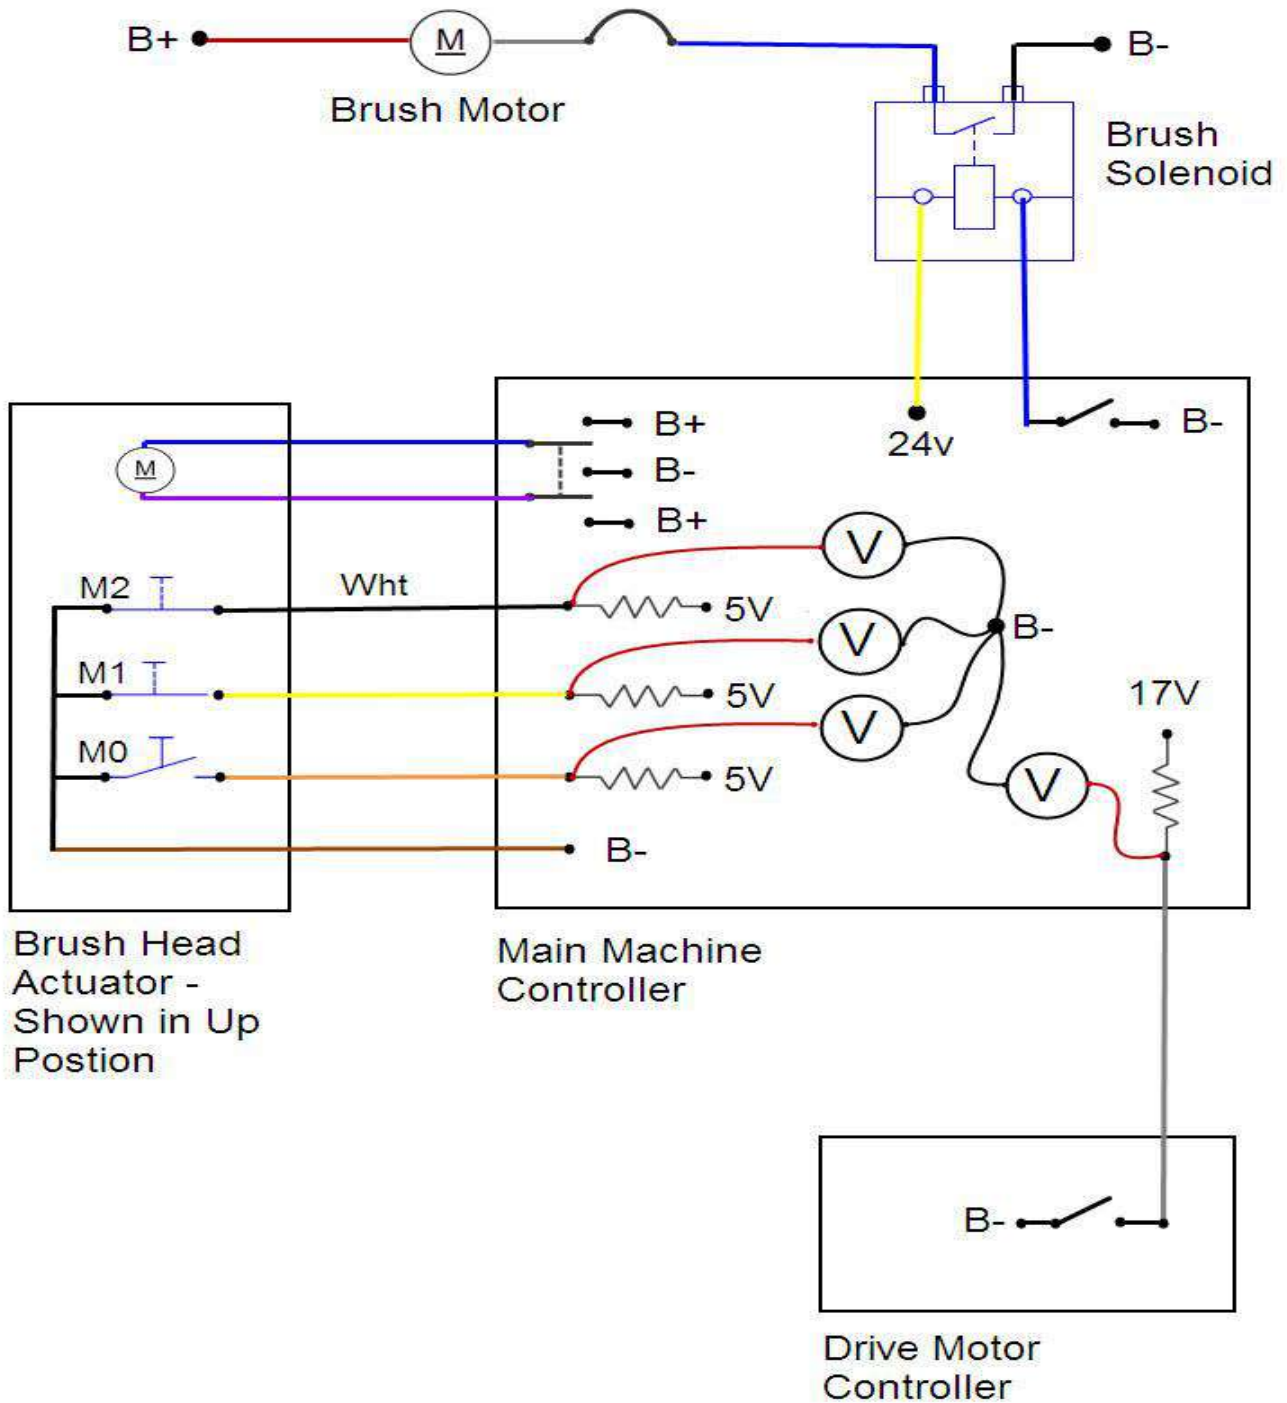 B+
M
B-
Brush Motor
Brush
Solenoid
B+
24v
B-
M
B-
B+
V
M2
Wht
5V
V
B-
M1
5V
17V
V
M0
5V
V
B-
Brush Head
Actuator -
Shown in Up
Postion
Main Machine
Controller
B-
Drive Motor
Controller